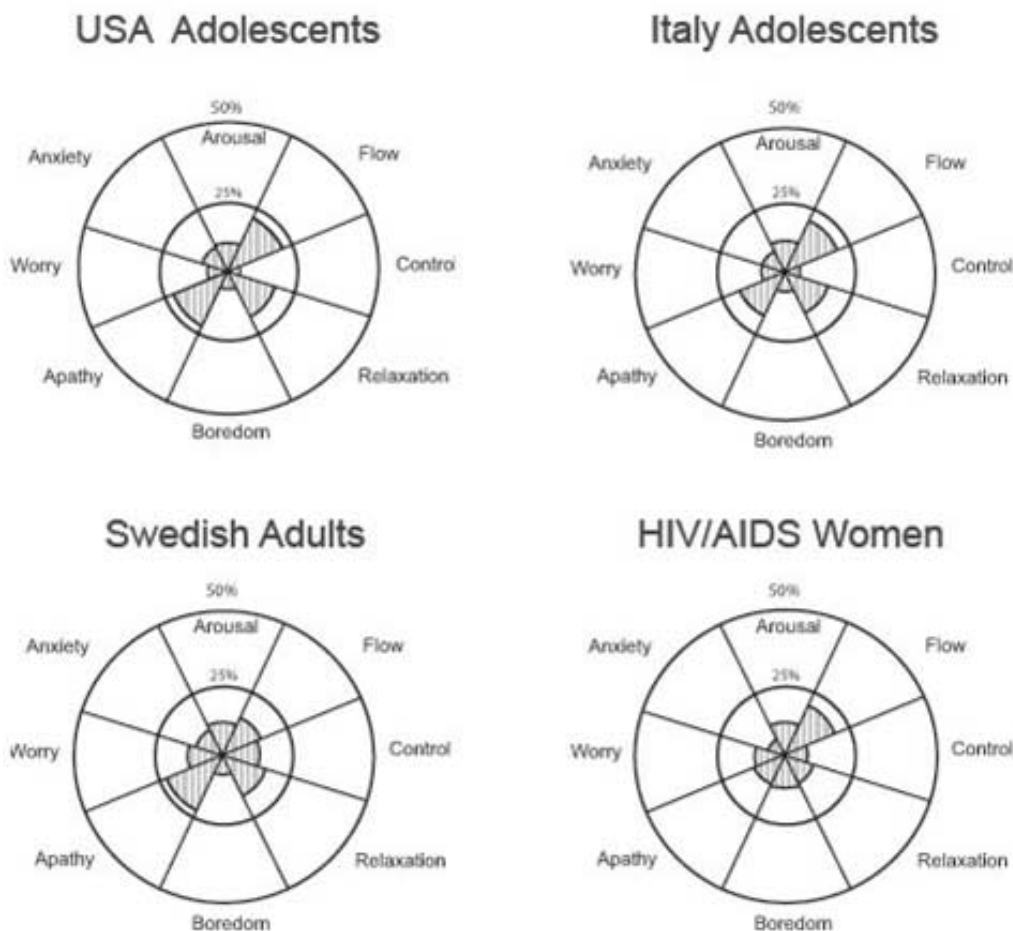 USA Adolescents
50%
Arousal
Anxiety
Flow
25%
Worry
Control
Apathy
Relaxation
Boredom
Italy Adolescents
50%
Arousal
Anxiety
Flow
25%
Worry
Control
Apathy
Relaxation
Boredom
Swedish Adults
50%
Arousal
Anxiety
Flow
25%
Worry
Control
Apathy
Relaxation
Boredom
HIV/AIDS Women
50%
Arousal
Anxiety
Flow
25%
Worry
Control
Apathy
Relaxation
Boredom